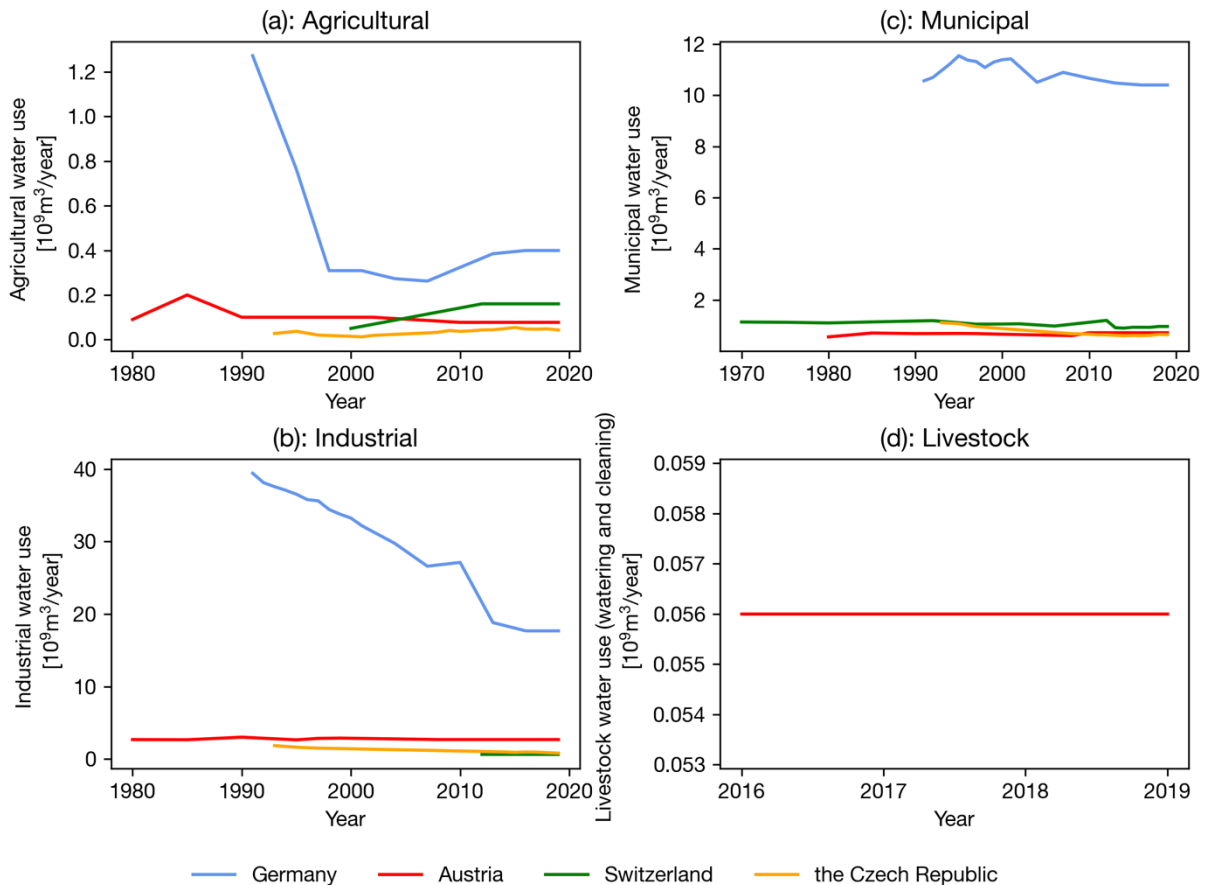 (a): Agricultural
Agricultural water use
[10⁹m³/year]
1.2
1.0
0.8
0.6
0.4
0.2
0.0
1980
1990
2000
2010
2020
Year
(c): Municipal
Municipal water use
[10⁹m³/year]
12
10
8
6
4
2
1970
1980
1990
2000
2010
2020
Year
(b): Industrial
Industrial water use
[10⁹m³/year]
40
30
20
10
0
1980
1990
2000
2010
2020
Year
(d): Livestock
Livestock water use (watering and cleaning)
[10⁹m³/year]
0.059
0.058
0.057
0.056
0.055
0.054
0.053
2016
2017
2018
2019
Year
Germany
Austria
Switzerland
the Czech Republic